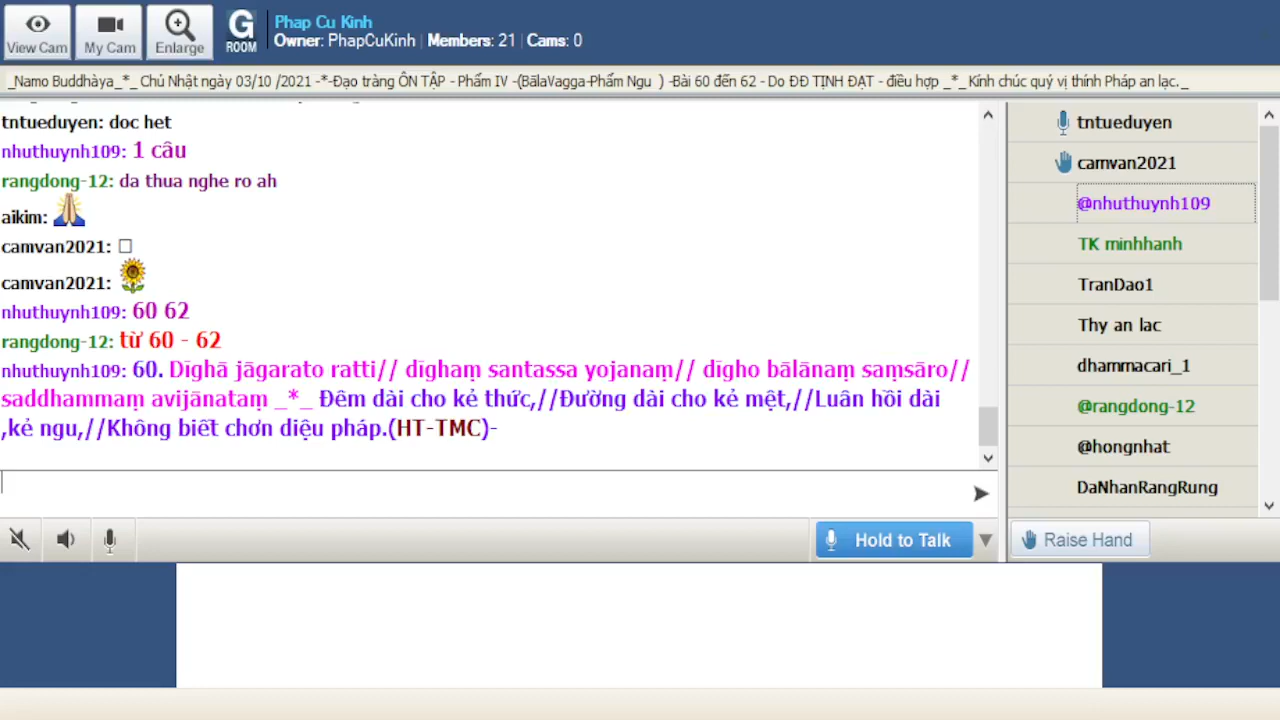 View Cam
My Cam
Enlarge
G
ROOM
Phap Cu Kinh
Owner: PhapCuKinh | Members: 21 | Cams: 0
_Namo Buddhàya_*_ Chủ Nhật ngày 03/10 /2021 -*-Đạo tràng ÔN TẬP - Phẩm IV -(BālaVagga-Phẩm Ngu ) -Bài 60 đến 62 - Do ĐĐ TỊNH ĐẠT - điều hợp _*_ Kính chúc quý vị thính Pháp an lạc._
tntueduyen: doc het
nhuthuynh109: 1 câu
rangdong-12: da thua nghe ro ah
aikim:
camvan2021:
camvan2021:
nhuthuynh109: 60 62
rangdong-12: từ 60 - 62
nhuthuynh109: 60. Dīghā jāgarato ratti// dīghaṃ santassa yojanaṃ// dīgho bālānaṃ saṃsāro//
saddhammaṃ avijānataṃ _*_ Đêm dài cho kẻ thức,//Đường dài cho kẻ mệt,//Luân hồi dài
,kẻ ngu,//Không biết chơn diệu pháp.(HT-TMC)-
Hold to Talk
tntueduyen
camvan2021
@nhuthuynh109
TK minhhanh
TranDao1
Thy an lac
dhammacari_1
@rangdong-12
@hongnhat
DaNhanRangRung
Raise Hand